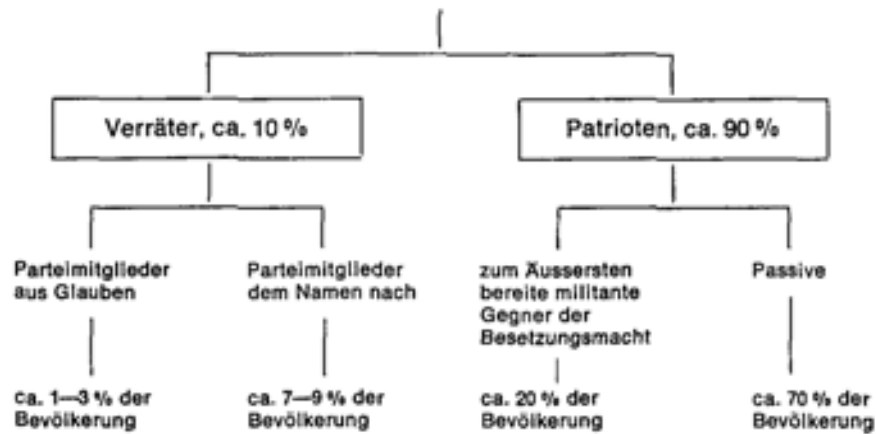 Verräter, ca. 10 %
Patrioten, ca. 90 %
Parteimitglieder
aus Glauben
Parteimitglieder
dem Namen nach
zum Äussersten
bereite militante
Gegner der
Besetzungsmacht
Passive
ca. 1—3 % der
Bevölkerung
ca. 7—9 % der
Bevölkerung
ca. 20 % der
Bevölkerung
ca. 70 % der
Bevölkerung